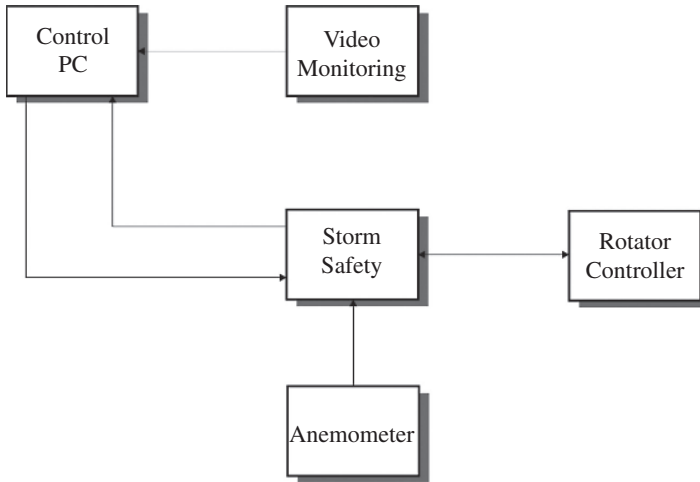 Control
PC
Video
Monitoring
Storm
Safety
Rotator
Controller
Anemometer